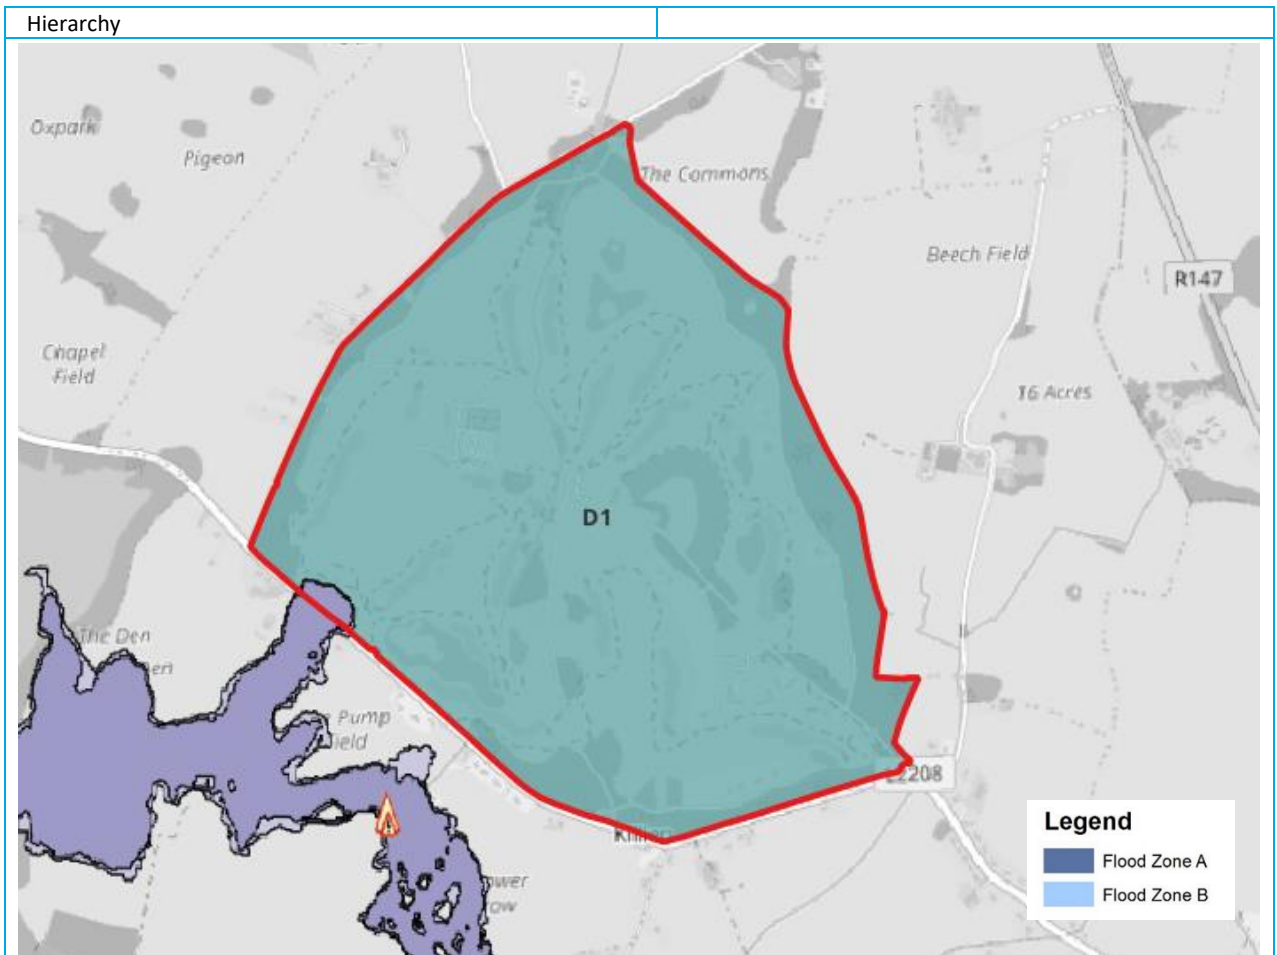 Hierarchy
Oxpark
Pigeon
The Commons
Beech Field
R147
Chapel
Field
16 Acres
D1
The Den
Pump
Field
2208
Legend
Flood Zone A
Flood Zone B